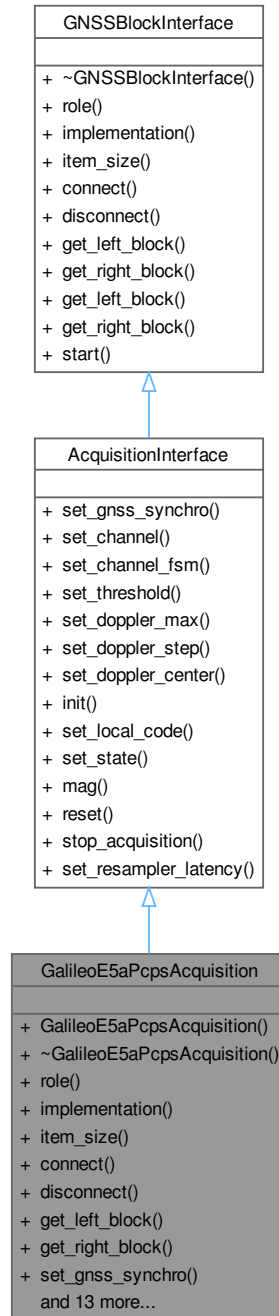 GNSSBlockInterface
+ ~GNSSBlockInterface()
+ role()
+ implementation()
+ item_size()
+ connect()
+ disconnect()
+ get_left_block()
+ get_right_block()
+ get_left_block()
+ get_right_block()
+ start()
AcquisitionInterface
+ set_gnss_synchro()
+ set_channel()
+ set_channel_fsm()
+ set_threshold()
+ set_doppler_max()
+ set_doppler_step()
+ set_doppler_center()
+ init()
+ set_local_code()
+ set_state()
+ mag()
+ reset()
+ stop_acquisition()
+ set_resampler_latency()
GalileoE5aPcpsAcquisition
+ GalileoE5aPcpsAcquisition()
+ ~GalileoE5aPcpsAcquisition()
+ role()
+ implementation()
+ item_size()
+ connect()
+ disconnect()
+ get_left_block()
+ get_right_block()
+ set_gnss_synchro()
and 13 more...